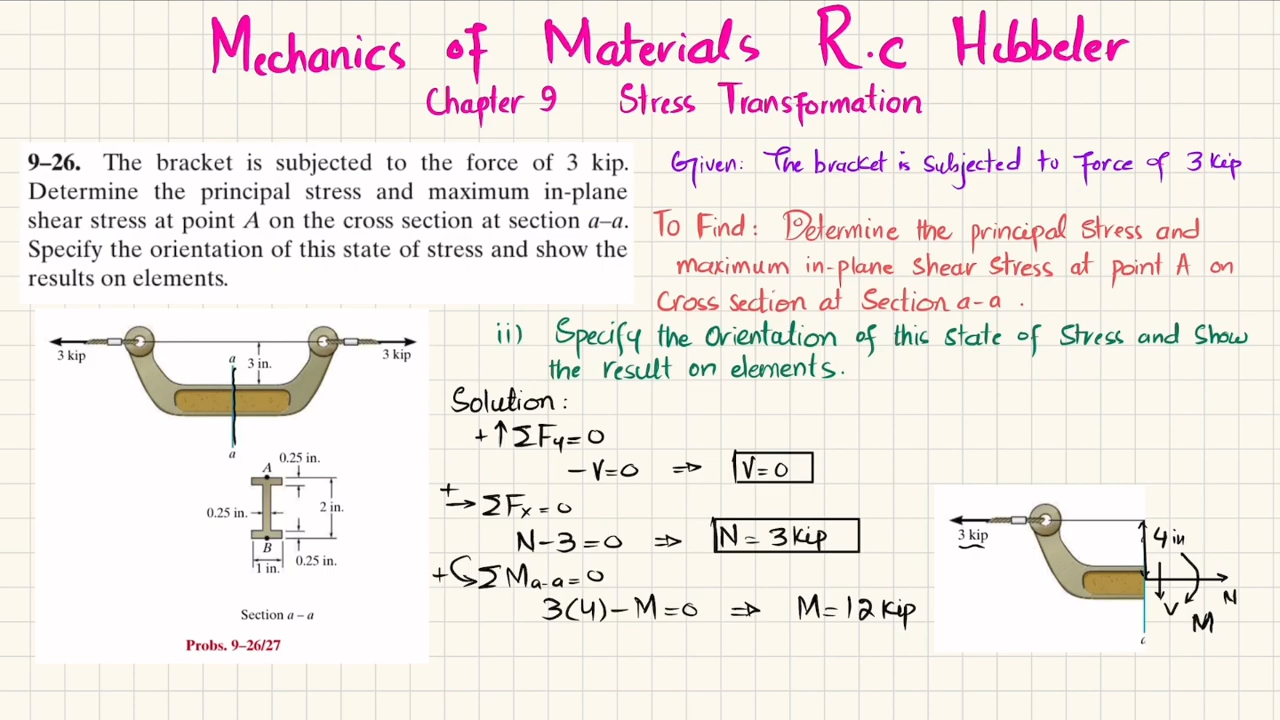 Mechanics of Materials R.c Hibbeler
Chapter 9 Stress Transformation
9–26. The bracket is subjected to the force of 3 kip.
Determine the principal stress and maximum in-plane
shear stress at point A on the cross section at section a–a.
Specify the orientation of this state of stress and show the
results on elements.
Given: The bracket is Subjected to Force of 3 Kip
To Find: Determine the principal Stress and
maximum in-plane Shear Stress at point A on
Cross section at Section a-a .
ii) Specify the Orientation of this State of Stress and Show
the result on elements.
3 kip
3 kip
a
3 in.
a
A
0.25 in.
0.25 in.
2 in.
B
1 in.
0.25 in.
Section a – a
Probs. 9–26/27
Solution:
+↑ΣFy=0
-V=0 ⇒ V=0
+→ ΣFx=0
N-3=0 ⇒ N=3kip
+↺ΣMa-a=0
3(4)-M=0 ⇒ M=12kip
3 kip
4 in
V
M
N